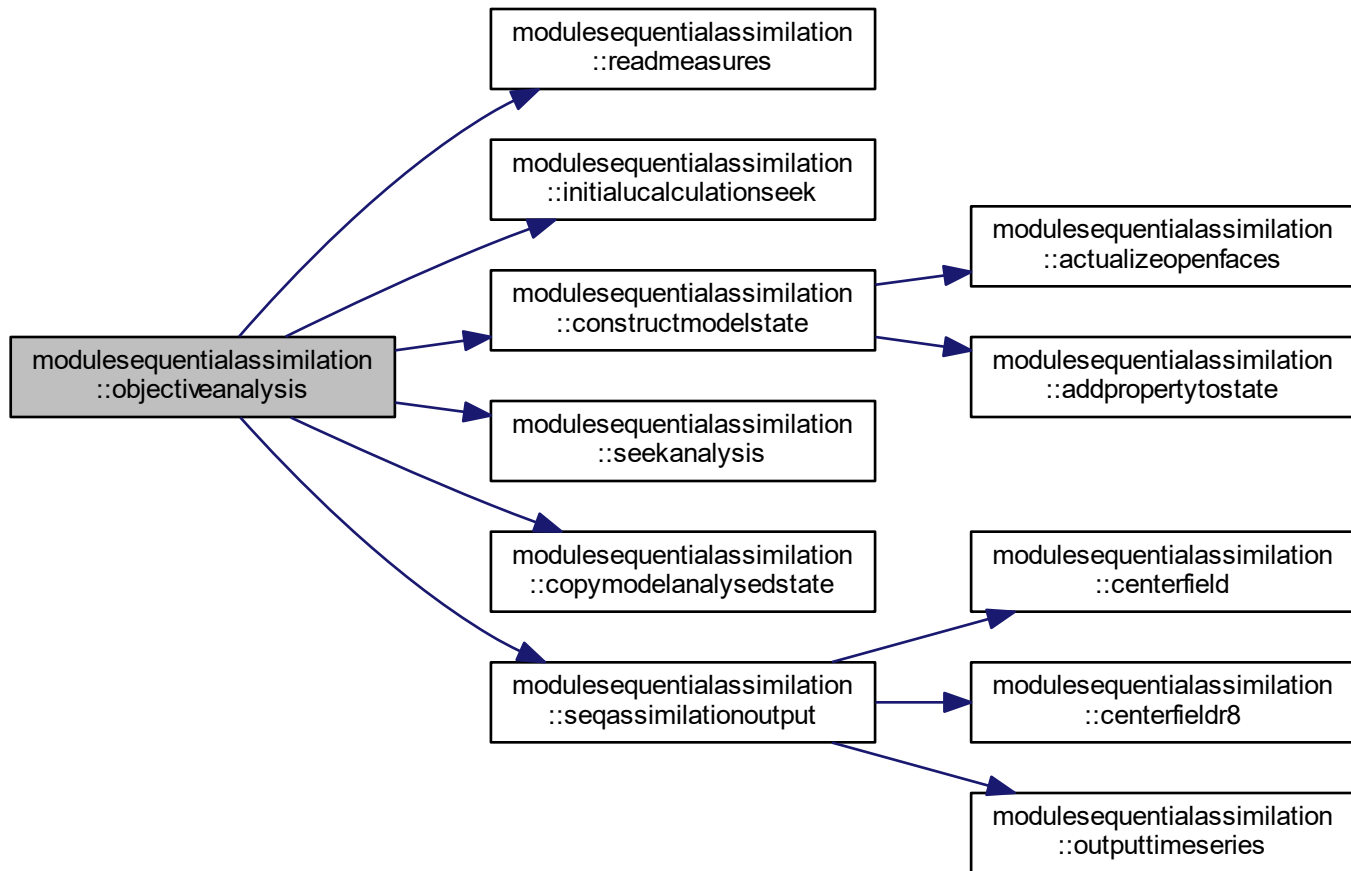 modulesequentialassimilation
::objectiveanalysis
modulesequentialassimilation
::readmeasures
modulesequentialassimilation
::initialucalculationseek
modulesequentialassimilation
::constructmodelstate
modulesequentialassimilation
::actualizeopenfaces
modulesequentialassimilation
::addpropertytostate
modulesequentialassimilation
::seekanalysis
modulesequentialassimilation
::copymodelanalysedstate
modulesequentialassimilation
::seqassimilationoutput
modulesequentialassimilation
::centerfield
modulesequentialassimilation
::centerfieldr8
modulesequentialassimilation
::outputtimeseries